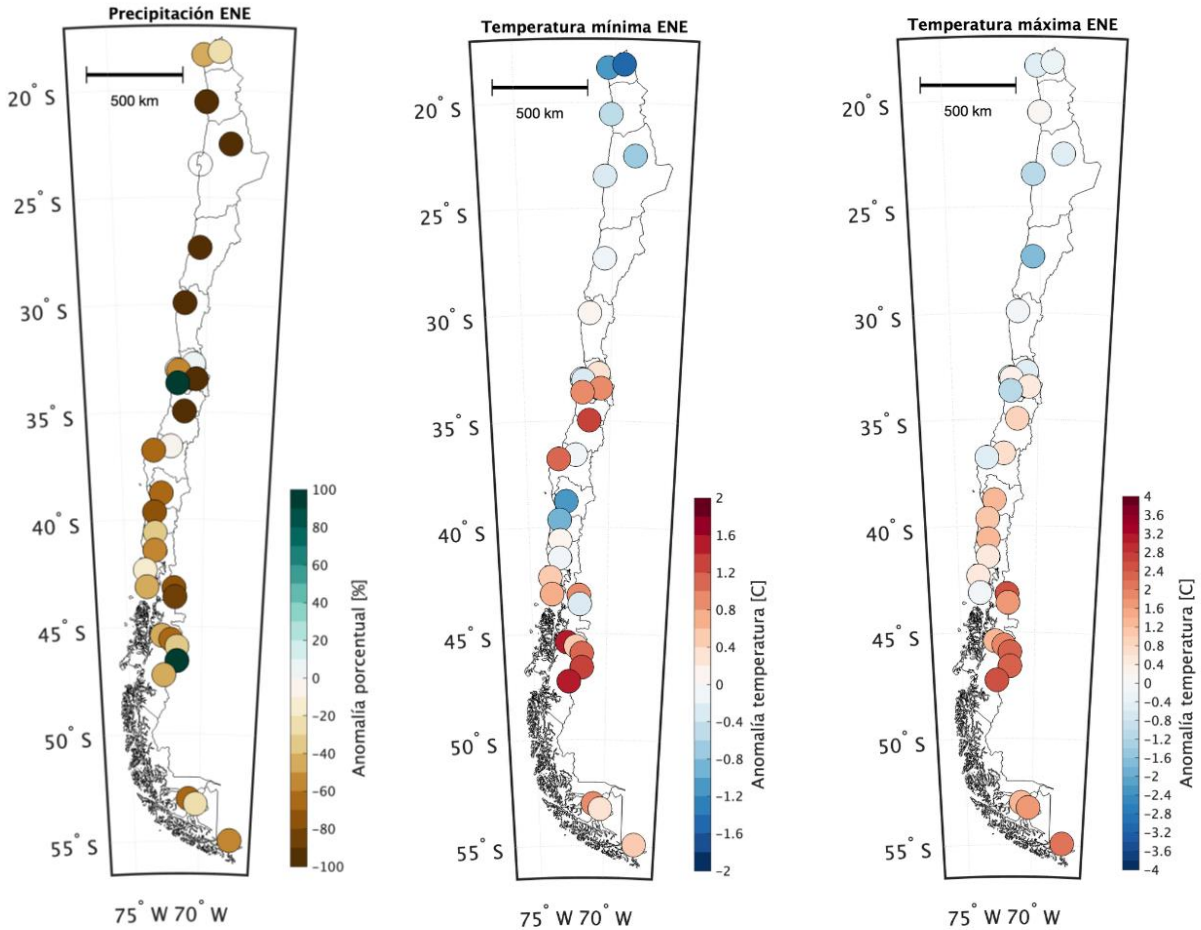 Precipitación ENE
500 km
20° S
25° S
30° S
35° S
40° S
45° S
50° S
55° S
75° W 70° W
100
80
60
40
20
0
−20
−40
−60
−80
−100
Anomalía porcentual [%]
Temperatura mínima ENE
500 km
20° S
25° S
30° S
35° S
40° S
45° S
50° S
55° S
75° W 70° W
2
1.6
1.2
0.8
0.4
0
−0.4
−0.8
−1.2
−1.6
−2
Anomalía temperatura [C]
Temperatura máxima ENE
500 km
20° S
25° S
30° S
35° S
40° S
45° S
50° S
55° S
75° W 70° W
4
3.6
3.2
2.8
2.4
2
1.6
1.2
0.8
0.4
0
−0.4
−0.8
−1.2
−1.6
−2
−2.4
−2.8
−3.2
−3.6
−4
Anomalía temperatura [C]